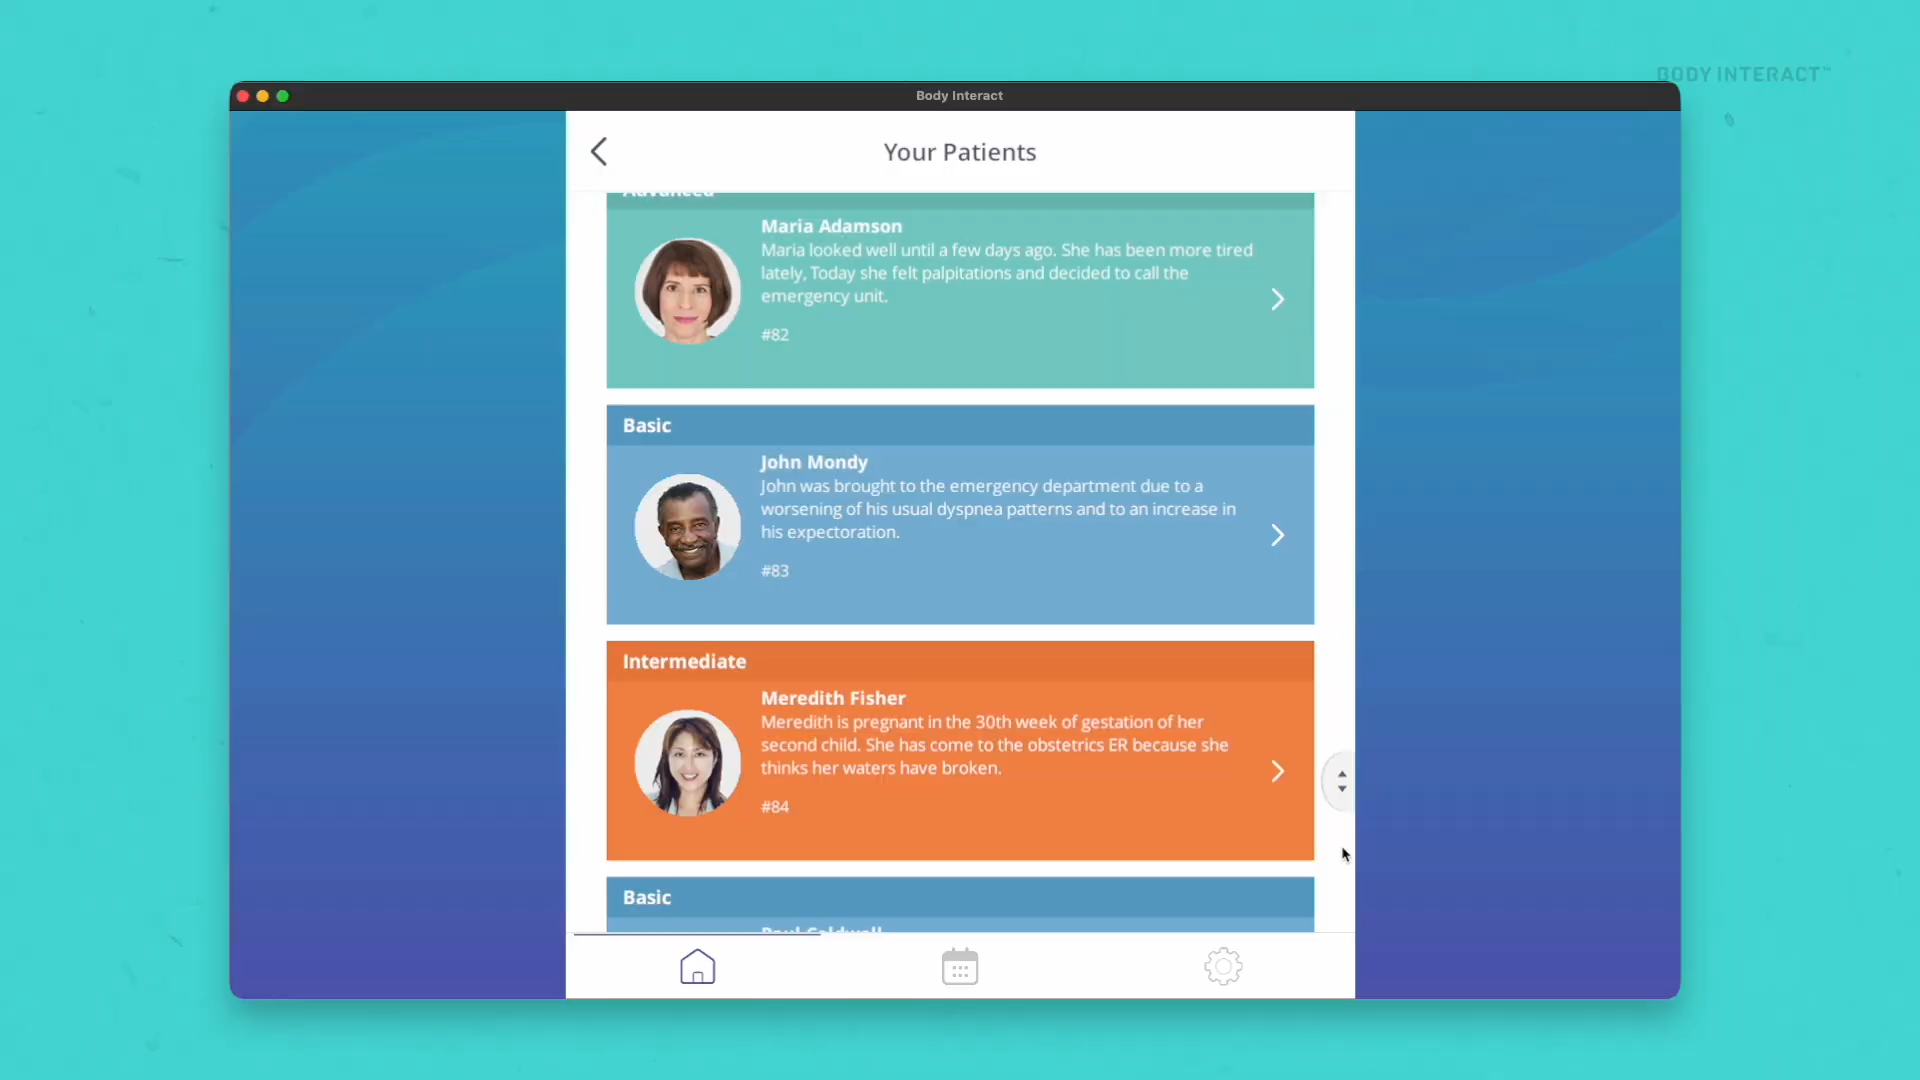 BODY INTERACT™
Body Interact
Your Patients
Advanced
Maria Adamson
Maria looked well until a few days ago. She has been more tired
lately, Today she felt palpitations and decided to call the
emergency unit.
#82
Basic
John Mondy
John was brought to the emergency department due to a
worsening of his usual dyspnea patterns and to an increase in
his expectoration.
#83
Intermediate
Meredith Fisher
Meredith is pregnant in the 30th week of gestation of her
second child. She has come to the obstetrics ER because she
thinks her waters have broken.
#84
Basic
Paul Caldwell